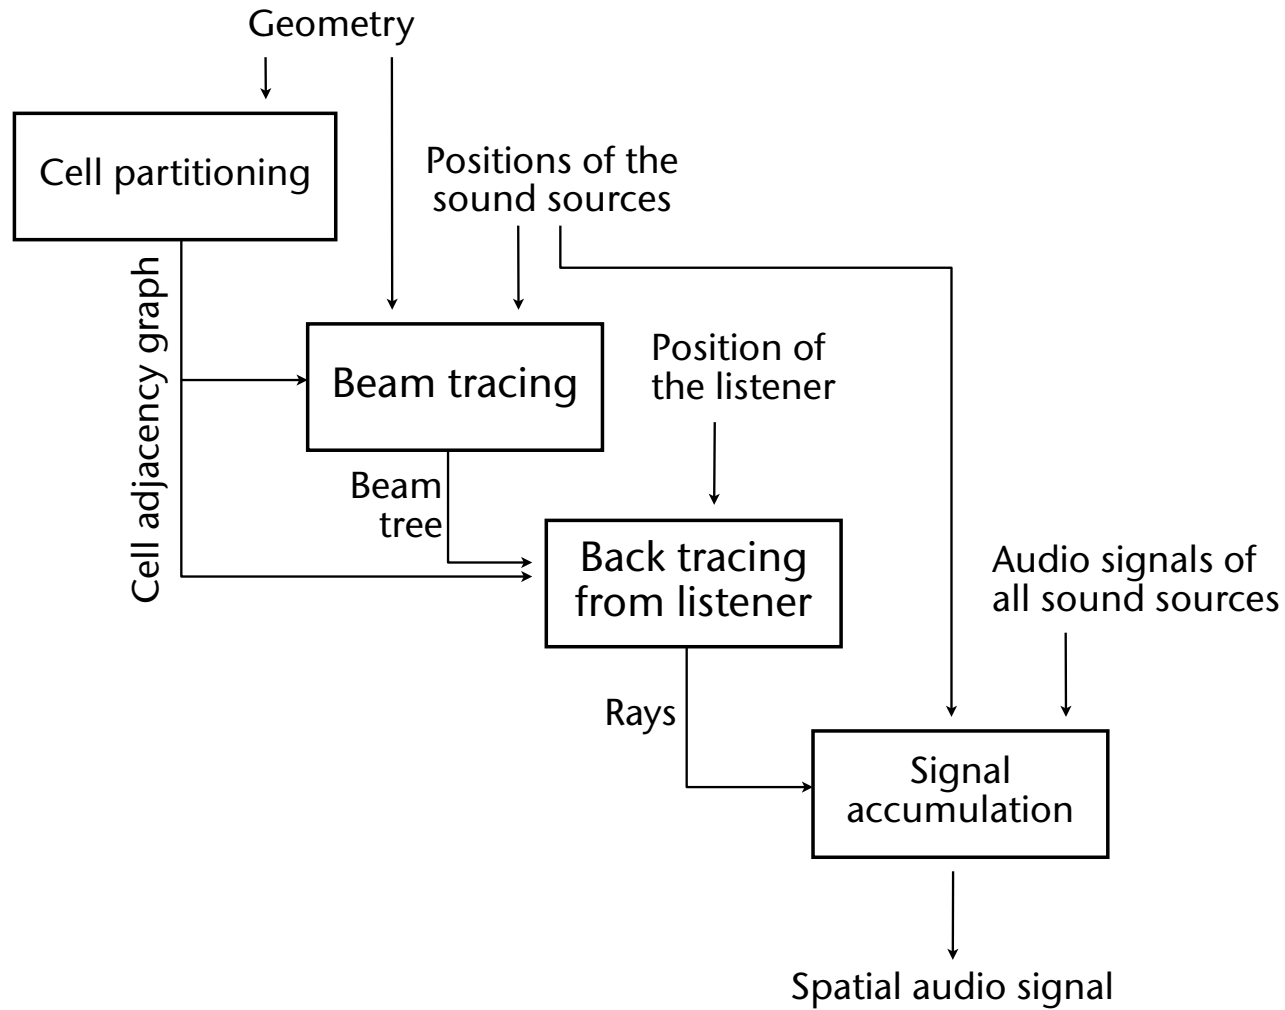 Geometry
Cell partitioning
Positions of the
sound sources
Cell adjacency graph
Beam tracing
Position of
the listener
Beam
tree
Back tracing
from listener
Audio signals of
all sound sources
Rays
Signal
accumulation
Spatial audio signal